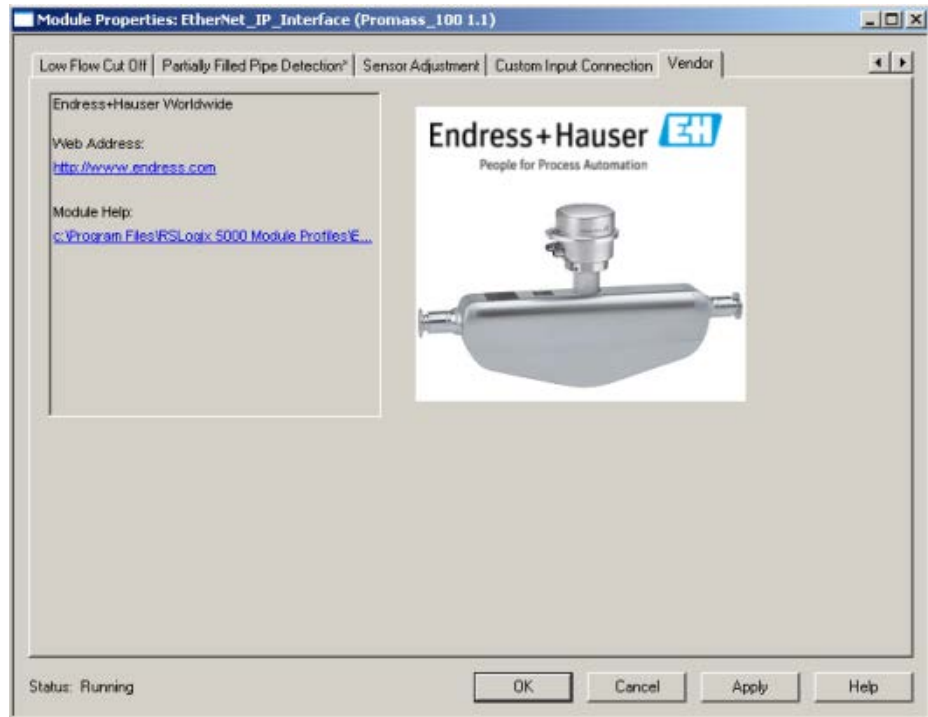 Module Properties: EtherNet_IP_Interface (Promass_100 1.1)
Low Flow Cut Off Partially Filled Pipe Detection* Sensor Adjustment Custom Input Connection Vendor
Endress+Hauser Worldwide
Web Address:
http://www.endress.com
Module Help:
c:\Program Files\RSLogix 5000 Module Profiles\E...
Endress+Hauser EH
People for Process Automation
Status: Running
OK Cancel Apply Help